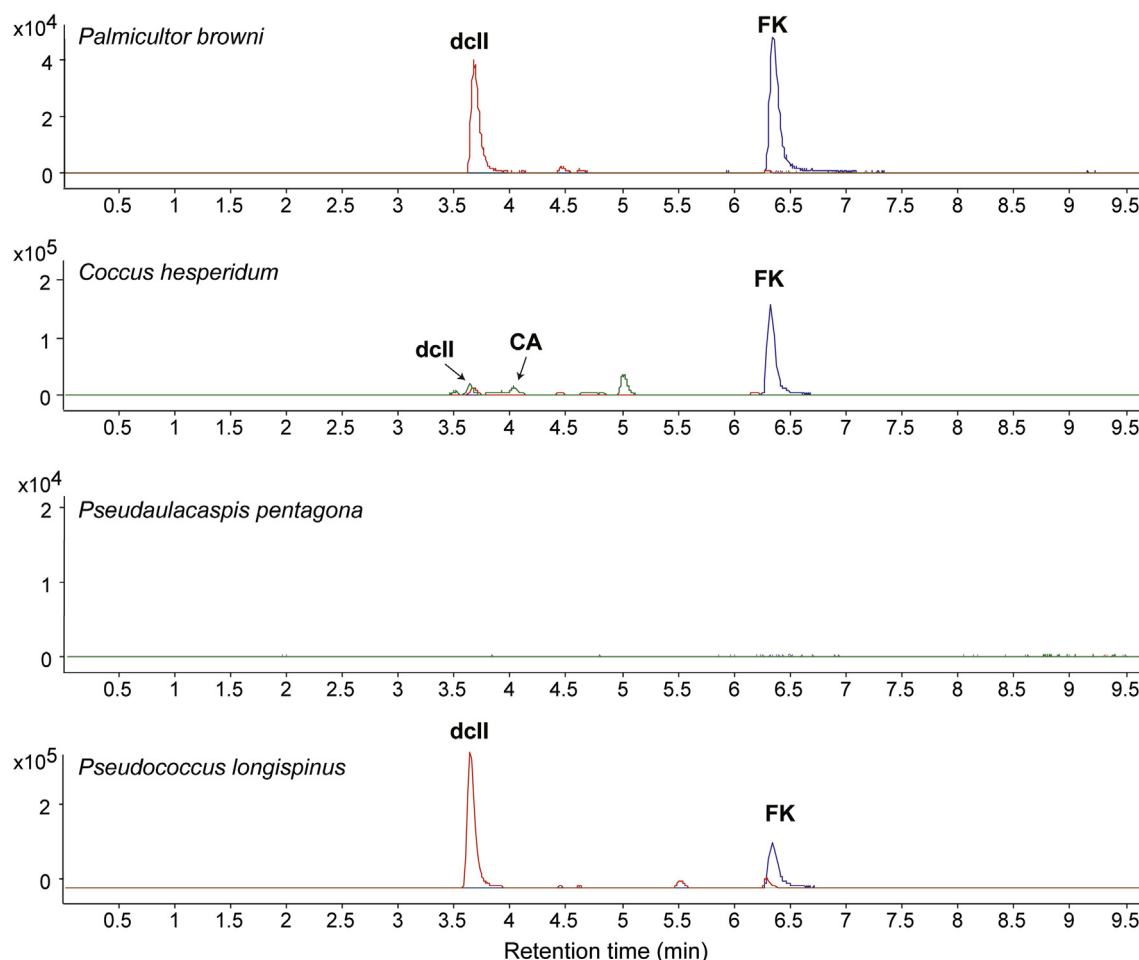 x10⁴
Palmicultor browni
dcII
FK
4
2
0
0.5 1 1.5 2 2.5 3 3.5 4 4.5 5 5.5 6 6.5 7 7.5 8 8.5 9 9.5
x10⁵
Coccus hesperidum
FK
2
dcII CA
1
0
0.5 1 1.5 2 2.5 3 3.5 4 4.5 5 5.5 6 6.5 7 7.5 8 8.5 9 9.5
x10⁴
Pseudaulacaspis pentagona
2
1
0
0.5 1 1.5 2 2.5 3 3.5 4 4.5 5 5.5 6 6.5 7 7.5 8 8.5 9 9.5
dcII
x10⁵
Pseudococcus longispinus
2
FK
0
0.5 1 1.5 2 2.5 3 3.5 4 4.5 5 5.5 6 6.5 7 7.5 8 8.5 9 9.5
Retention time (min)